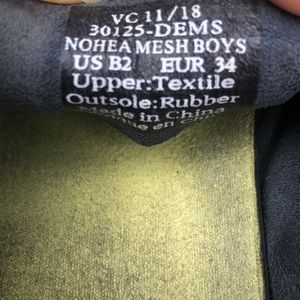 VC 11/18
30125-DEMS
NOHEA MESH BOYS
US B2 EUR 34
Upper:Textile
Outsole:Rubber
Made in China
en